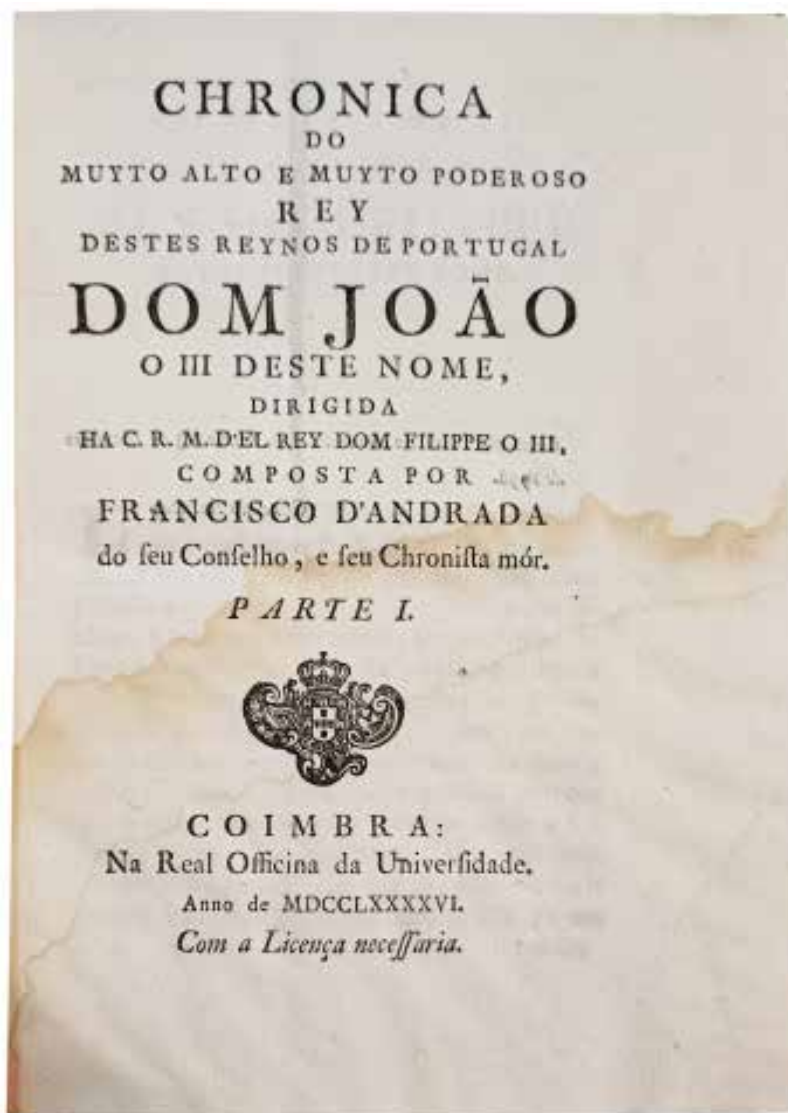 CHRONICA
DO
MUYTO ALTO E MUYTO PODEROSO
REY
DESTES REYNOS DE PORTUGAL
DOM JOÃO
O III DESTE NOME,
DIRIGIDA
HA C. R. M. D'EL REY DOM FILIPPE O III,
COMPOSTA POR
FRANCISCO D'ANDRADA
do ſeu Conſelho, e ſeu Chroniſta mór.
PARTE I.
COIMBRA:
Na Real Officina da Univerſidade.
Anno de MDCCLXXXXVI.
Com a Licença neceſſaria.